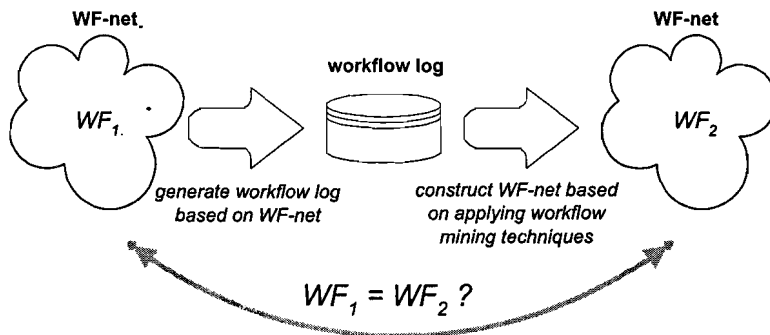 WF-net
WF-net
workflow log
WF₁
WF₂
generate workflow log
based on WF-net
construct WF-net based
on applying workflow
mining techniques
WF₁ = WF₂ ?